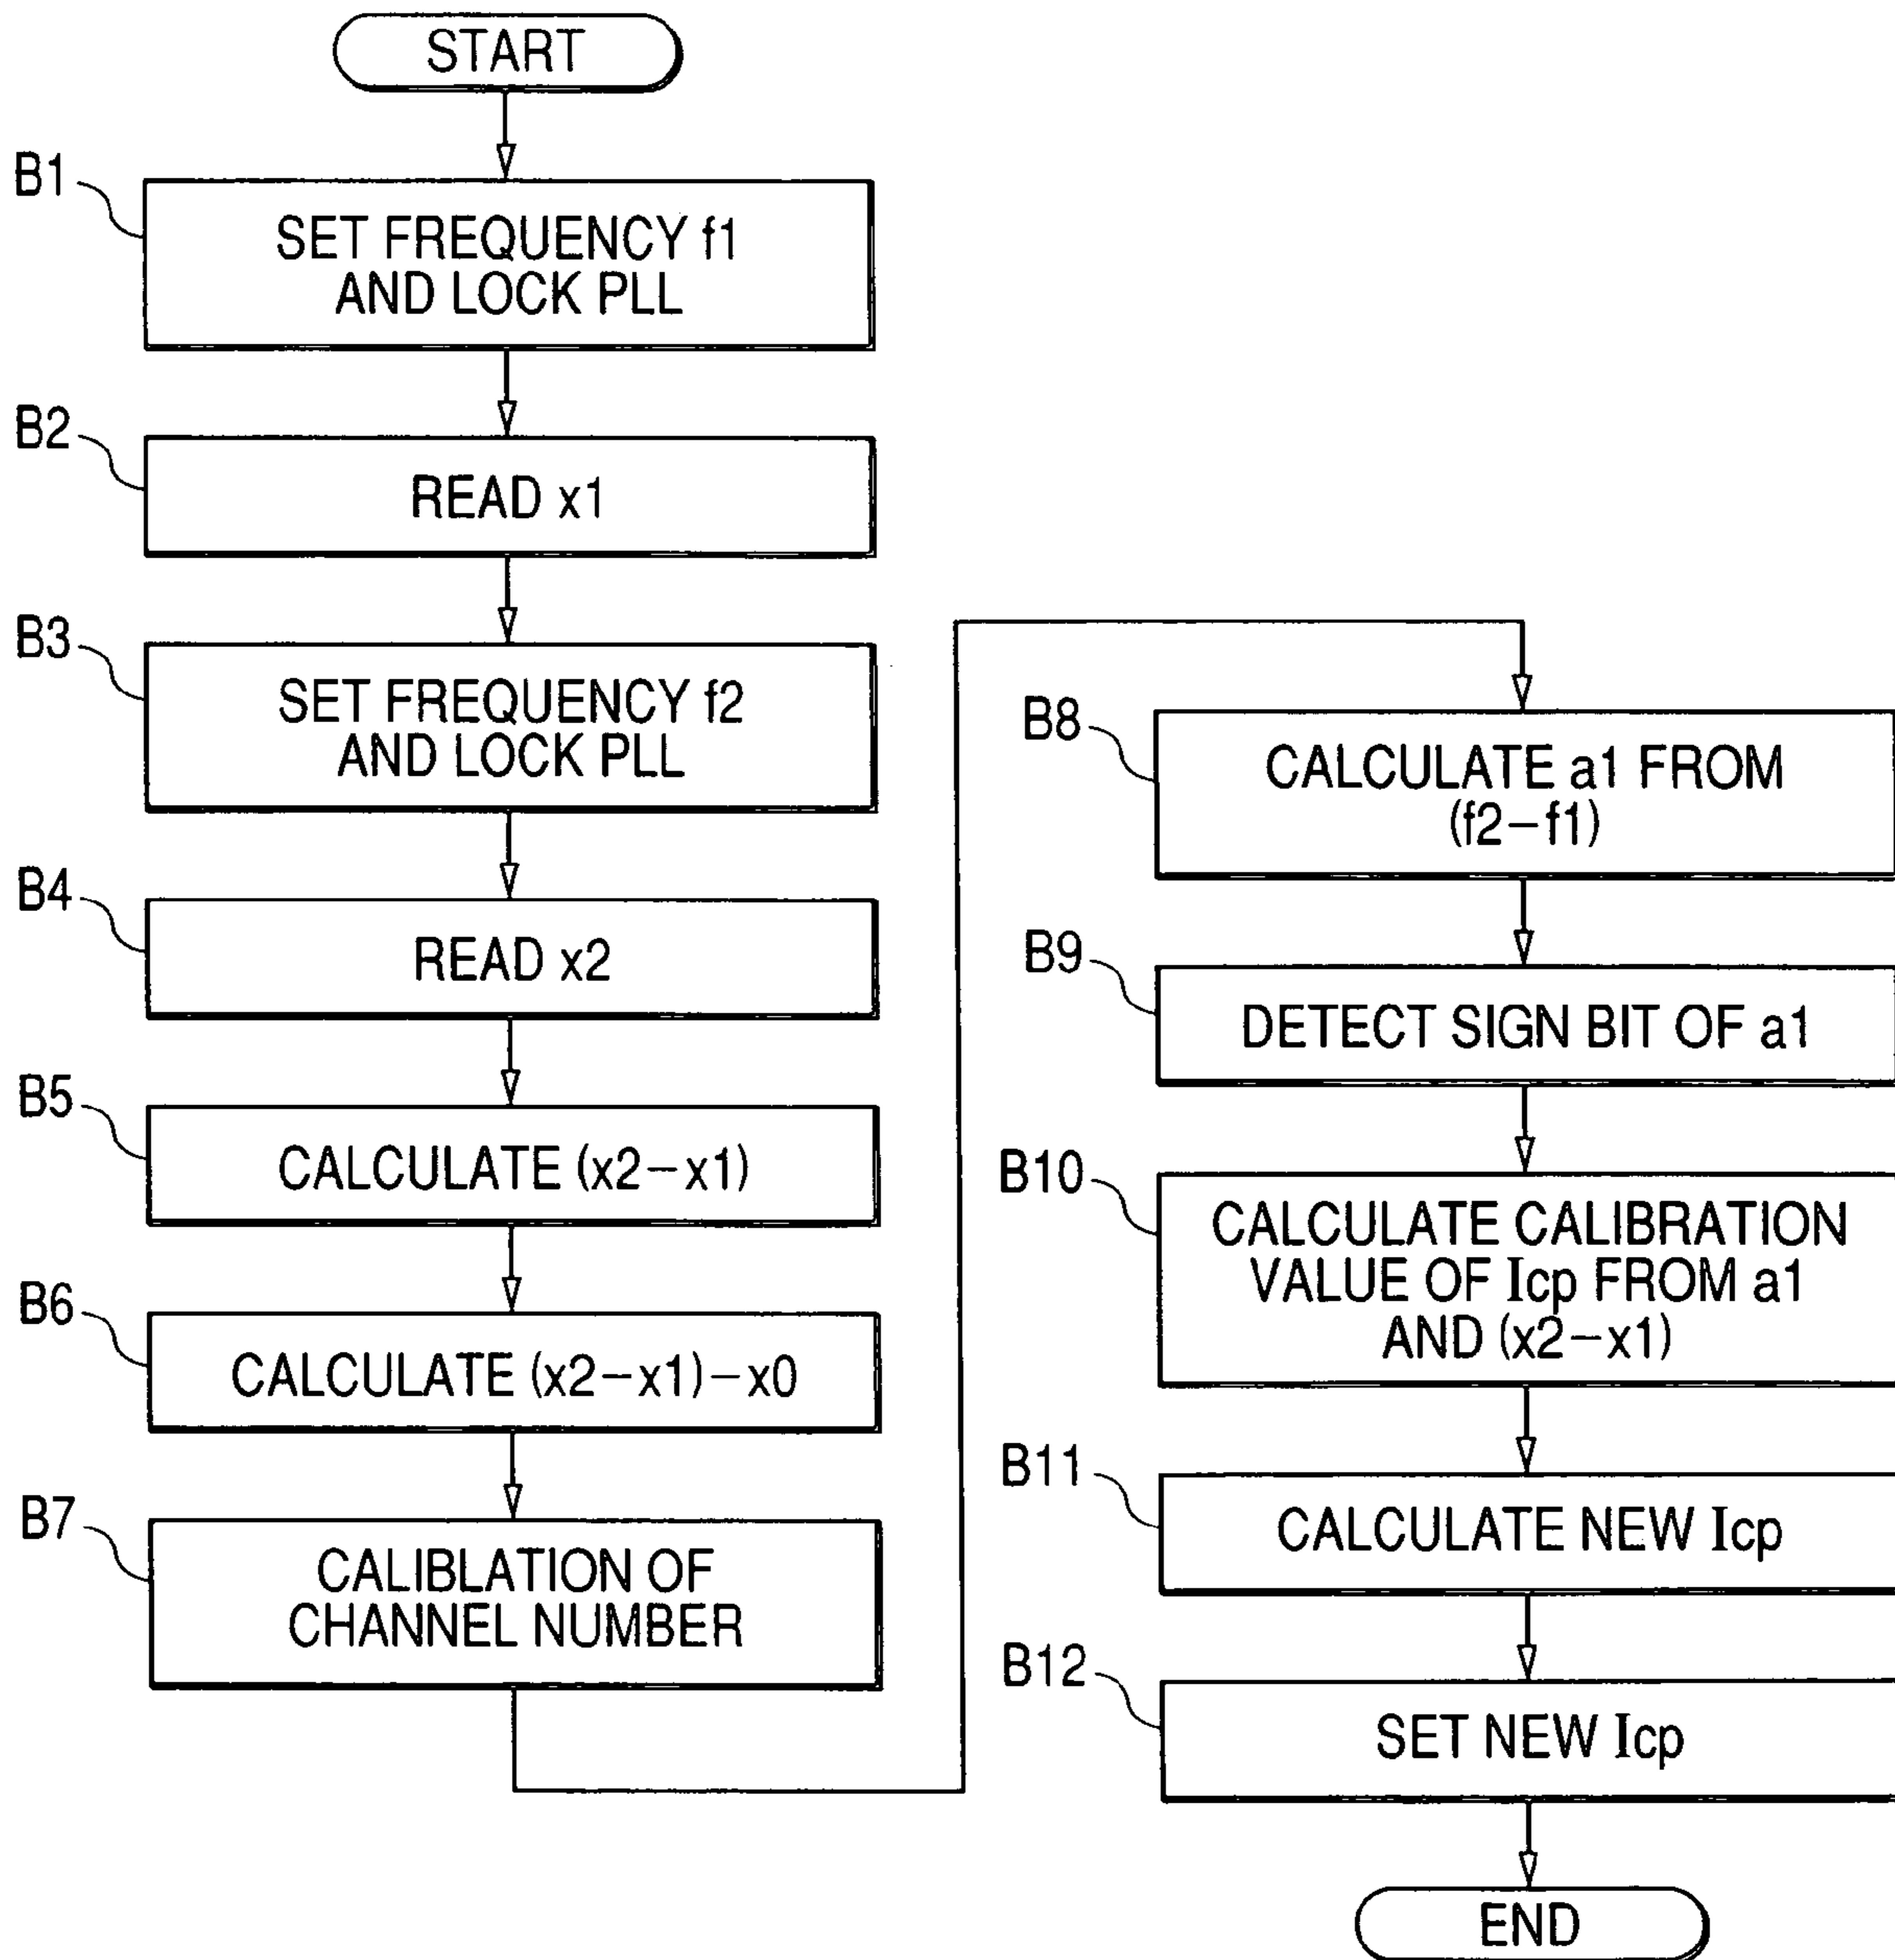 START
B1
SET FREQUENCY f1
AND LOCK PLL
B2
READ x1
B3
SET FREQUENCY f2
AND LOCK PLL
B4
READ x2
B5
CALCULATE (x2-x1)
B6
CALCULATE (x2-x1)-x0
B7
CALIBLATION OF
CHANNEL NUMBER
B8
CALCULATE a1 FROM
(f2-f1)
B9
DETECT SIGN BIT OF a1
B10
CALCULATE CALIBRATION
VALUE OF Icp FROM a1
AND (x2-x1)
B11
CALCULATE NEW Icp
B12
SET NEW Icp
END